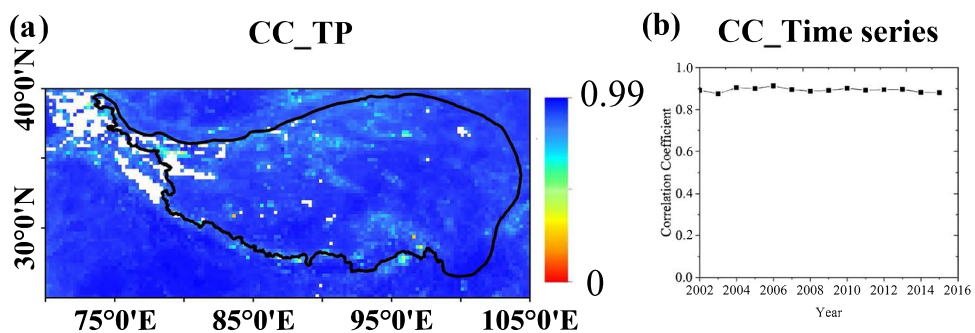 (a)
CC_TP
40°0'N
30°0'N
75°0'E
85°0'E
95°0'E
105°0'E
0.99
0
(b)
CC_Time series
Correlation Coefficient
1.0
0.8
0.6
0.4
0.2
0.0
2002 2004 2006 2008 2010 2012 2014 2016
Year